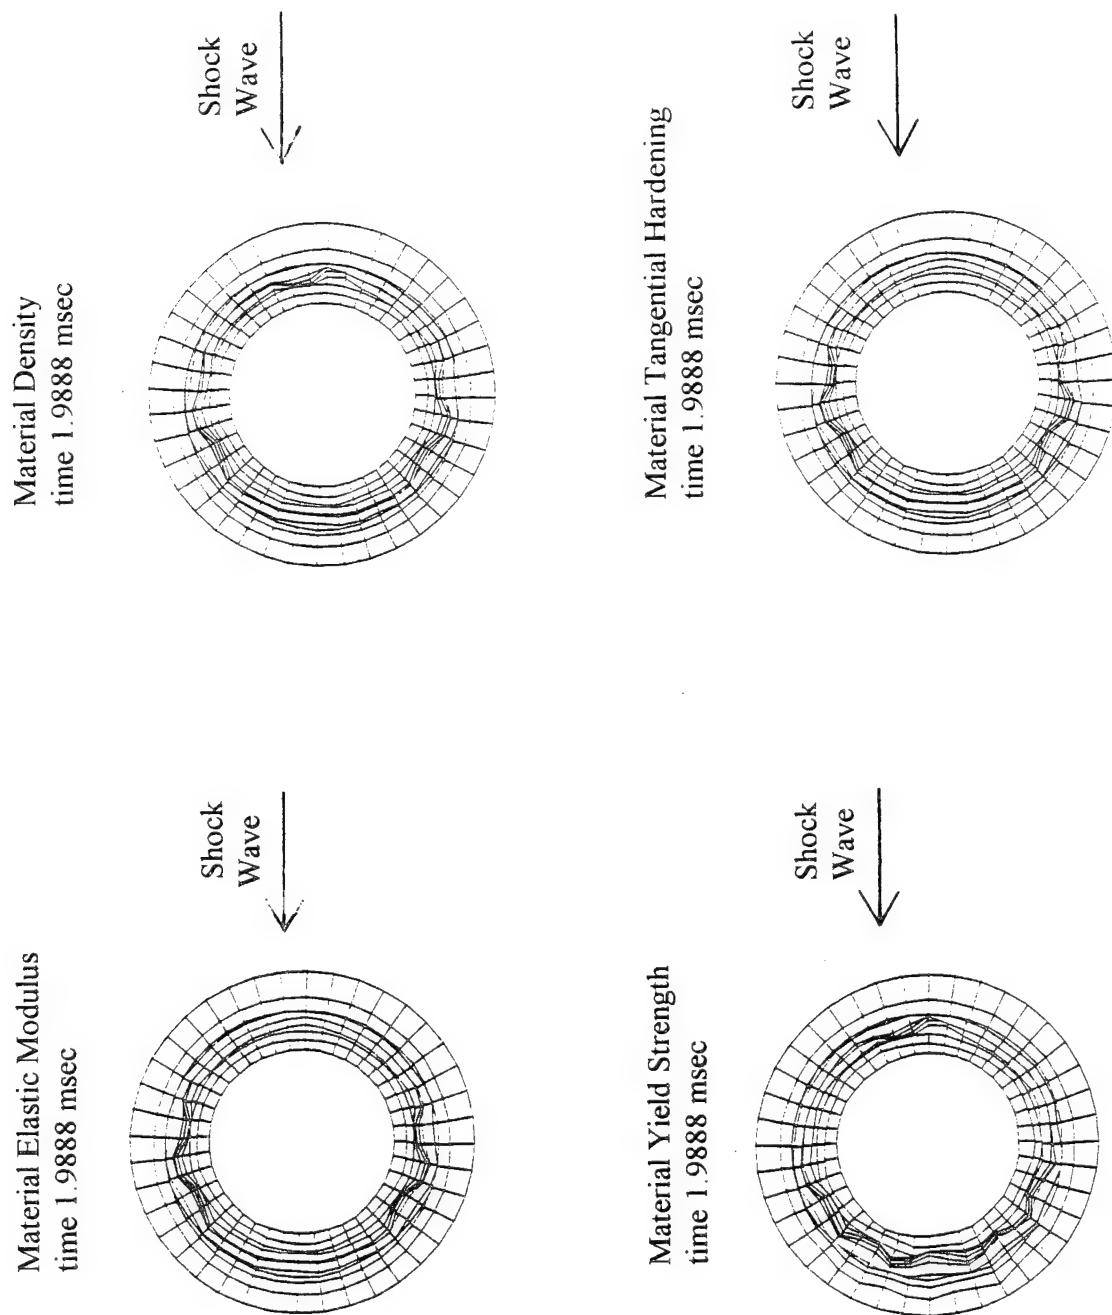 Material Elastic Modulus
time 1.9888 msec
Shock
Wave
Material Density
time 1.9888 msec
Shock
Wave
Material Yield Strength
time 1.9888 msec
Shock
Wave
Material Tangential Hardening
time 1.9888 msec
Shock
Wave